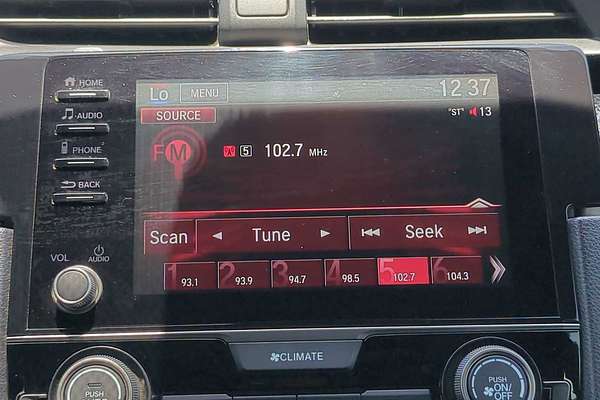 HOME
AUDIO
PHONE
BACK
VOL
AUDIO
Lo MENU 12 37
SOURCE "ST" 13
FM 5 102.7 MHz
Scan Tune Seek
1 93.1 2 93.9 3 94.7 4 98.5 5 102.7 6 104.3
CLIMATE
PUSH
PUSH
ON/
OFF